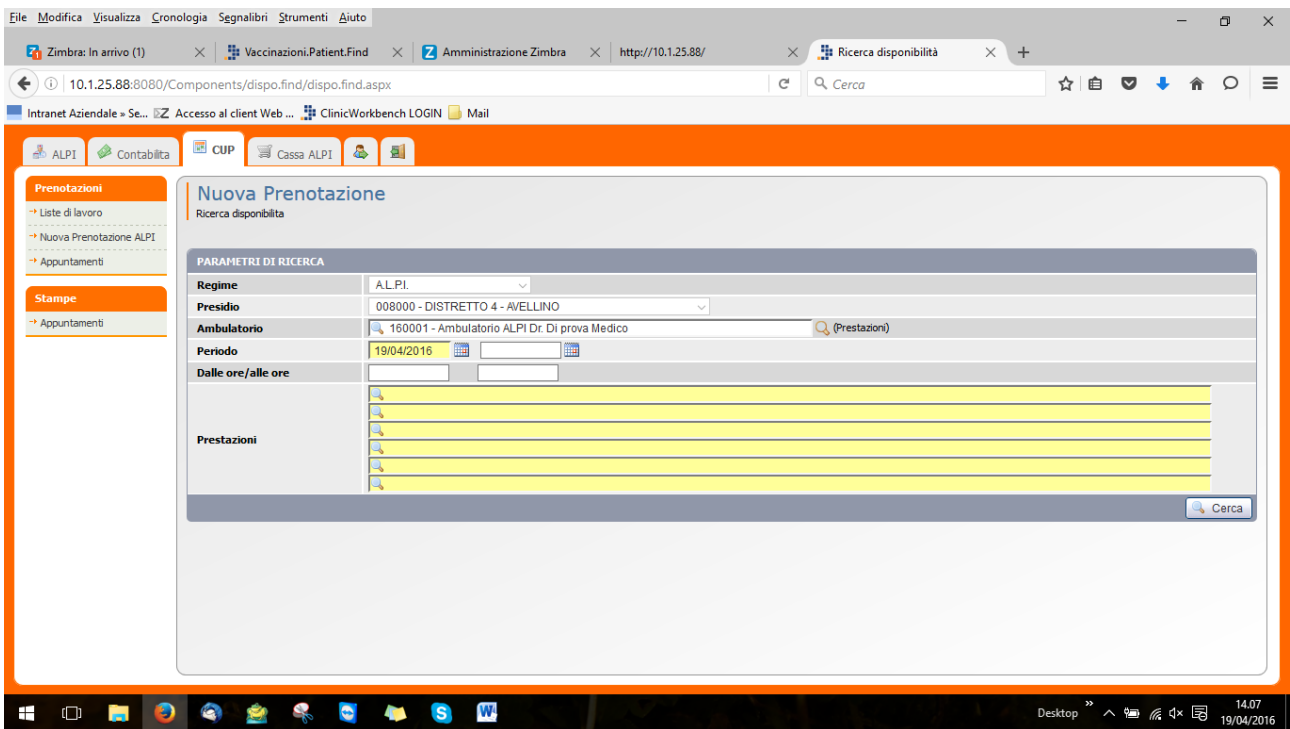 File Modifica Visualizza Cronologia Segnalibri Strumenti Aiuto
Zimbra: In arrivo (1) Vaccinazioni.Patient.Find Amministrazione Zimbra http://10.1.25.88/ Ricerca disponibilità
10.1.25.88:8080/Components/dispo.find/dispo.find.aspx Cerca
Intranet Aziendale » Se... Accesso al client Web ... ClinicWorkbench LOGIN Mail
ALPI Contabilita CUP Cassa ALPI
Prenotazioni
Liste di lavoro
Nuova Prenotazione ALPI
Appuntamenti
Stampe
Appuntamenti
Nuova Prenotazione
Ricerca disponibilita
PARAMETRI DI RICERCA
Regime A.L.P.I.
Presidio 008000 - DISTRETTO 4 - AVELLINO
Ambulatorio 160001 - Ambulatorio ALPI Dr. Di prova Medico (Prestazioni)
Periodo 19/04/2016
Dalle ore/alle ore
Prestazioni
Cerca
Desktop 14.07
19/04/2016